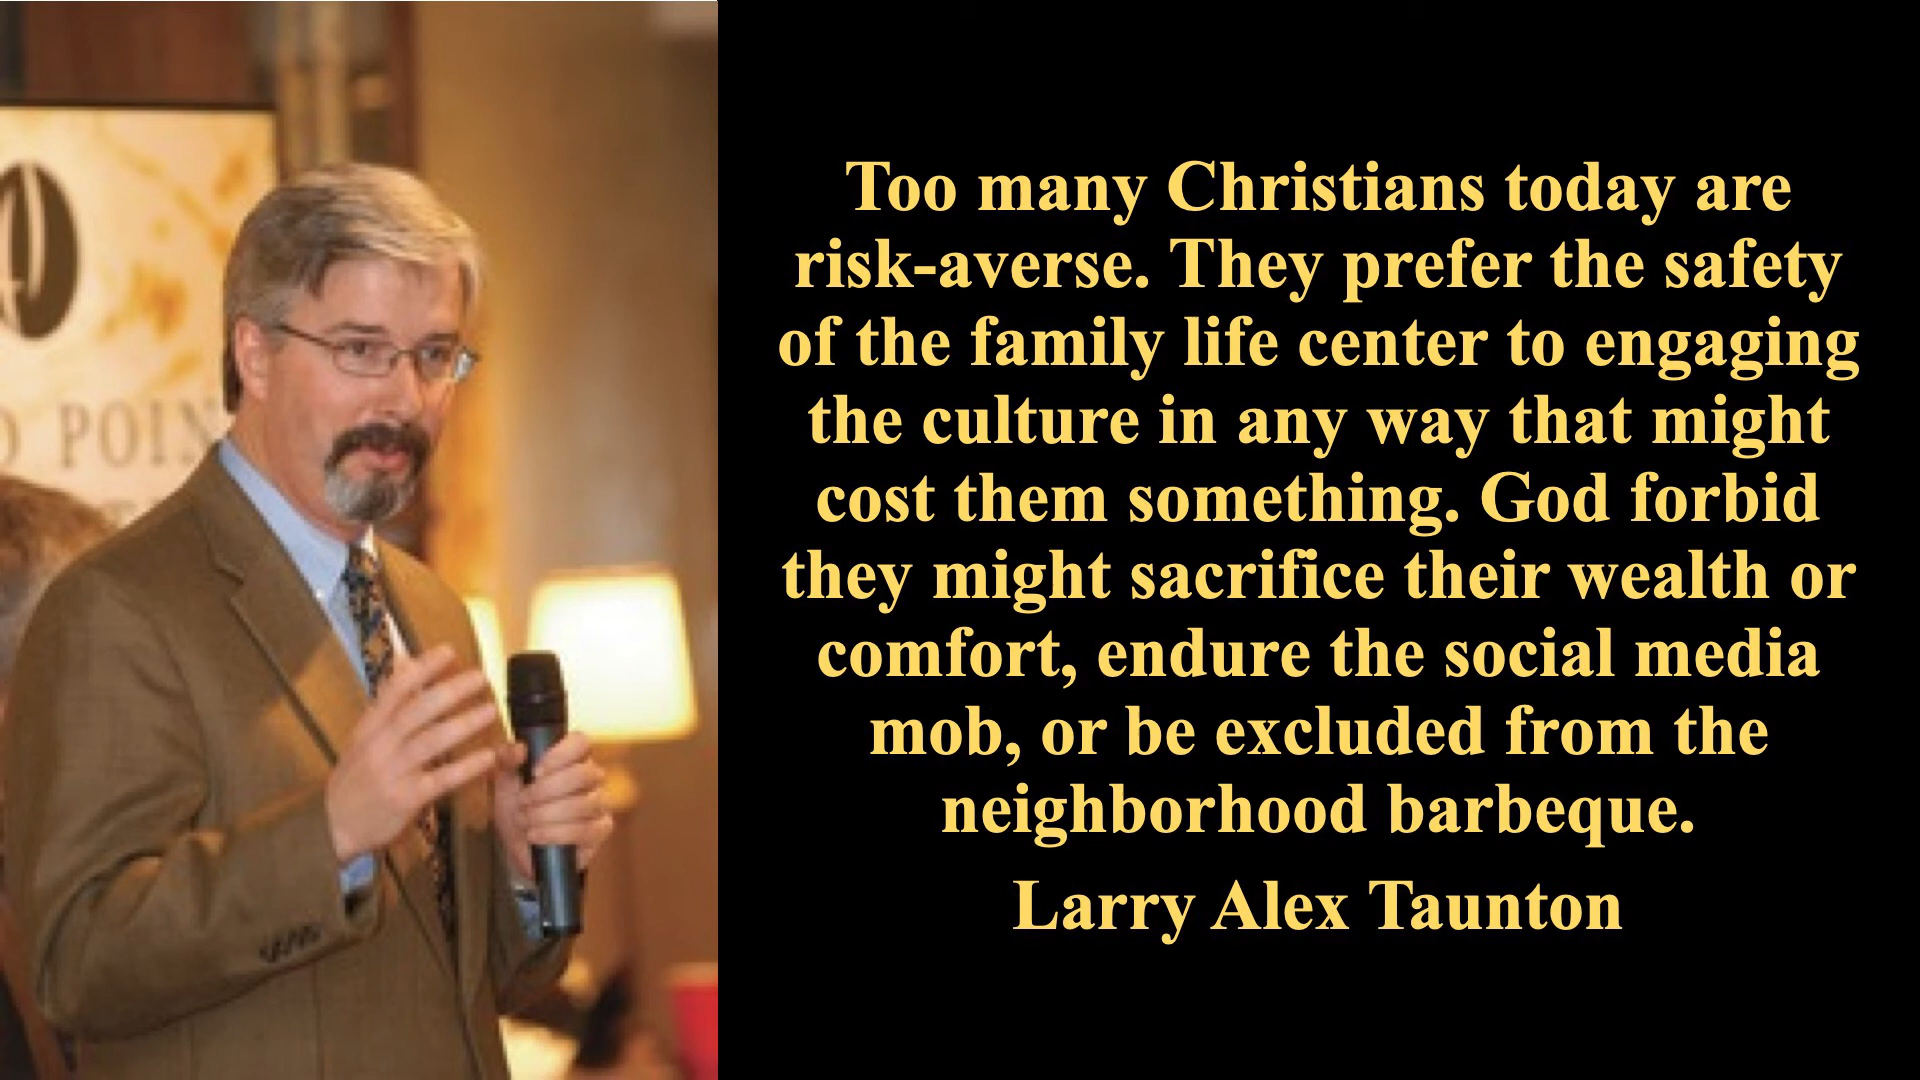 POIN
Too many Christians today are
risk-averse. They prefer the safety
of the family life center to engaging
the culture in any way that might
cost them something. God forbid
they might sacrifice their wealth or
comfort, endure the social media
mob, or be excluded from the
neighborhood barbeque.
Larry Alex Taunton